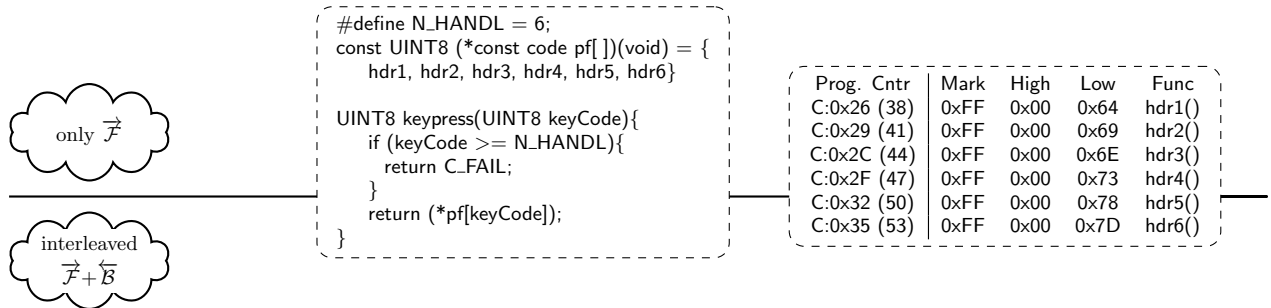 #define N_HANDL = 6;
const UINT8 (*const code pf[ ])(void) = {
hdr1, hdr2, hdr3, hdr4, hdr5, hdr6}
UINT8 keypress(UINT8 keyCode){
if (keyCode >= N_HANDL){
return C_FAIL;
}
return (*pf[keyCode]);
}
only \overrightarrow{\mathcal{F}}
interleaved
\overrightarrow{\mathcal{F}}+\overleftarrow{\mathcal{B}}
Prog. Cntr Mark High Low Func
C:0x26 (38) 0xFF 0x00 0x64 hdr1()
C:0x29 (41) 0xFF 0x00 0x69 hdr2()
C:0x2C (44) 0xFF 0x00 0x6E hdr3()
C:0x2F (47) 0xFF 0x00 0x73 hdr4()
C:0x32 (50) 0xFF 0x00 0x78 hdr5()
C:0x35 (53) 0xFF 0x00 0x7D hdr6()